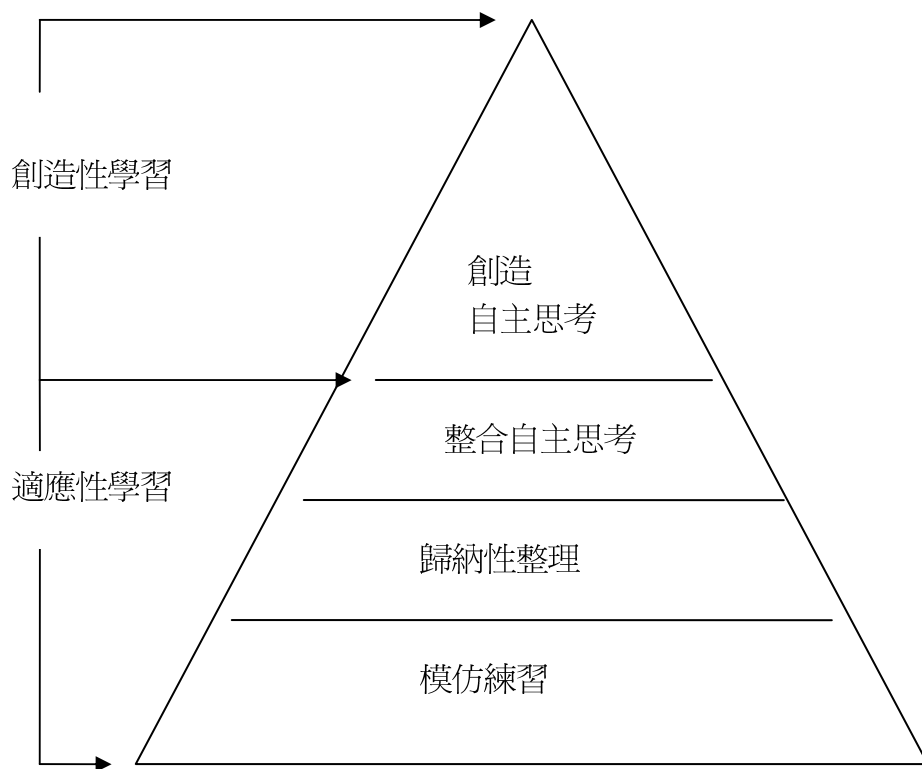 創造性學習
創造
自主思考
整合自主思考
適應性學習
歸納性整理
模仿練習